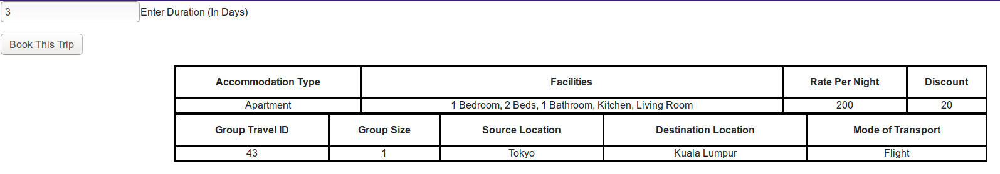 3 Enter Duration (In Days)
Book This Trip
Accommodation Type Facilities Rate Per Night Discount
Apartment 1 Bedroom, 2 Beds, 1 Bathroom, Kitchen, Living Room 200 20
Group Travel ID Group Size Source Location Destination Location Mode of Transport
43 1 Tokyo Kuala Lumpur Flight